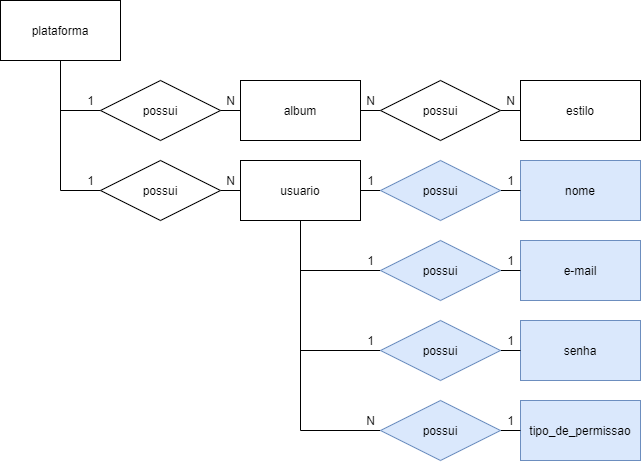 plataforma
1 possui N album N possui N estilo
1 possui N usuario 1 possui 1 nome
1 possui 1 e-mail
1 possui 1 senha
N possui 1 tipo_de_permissao